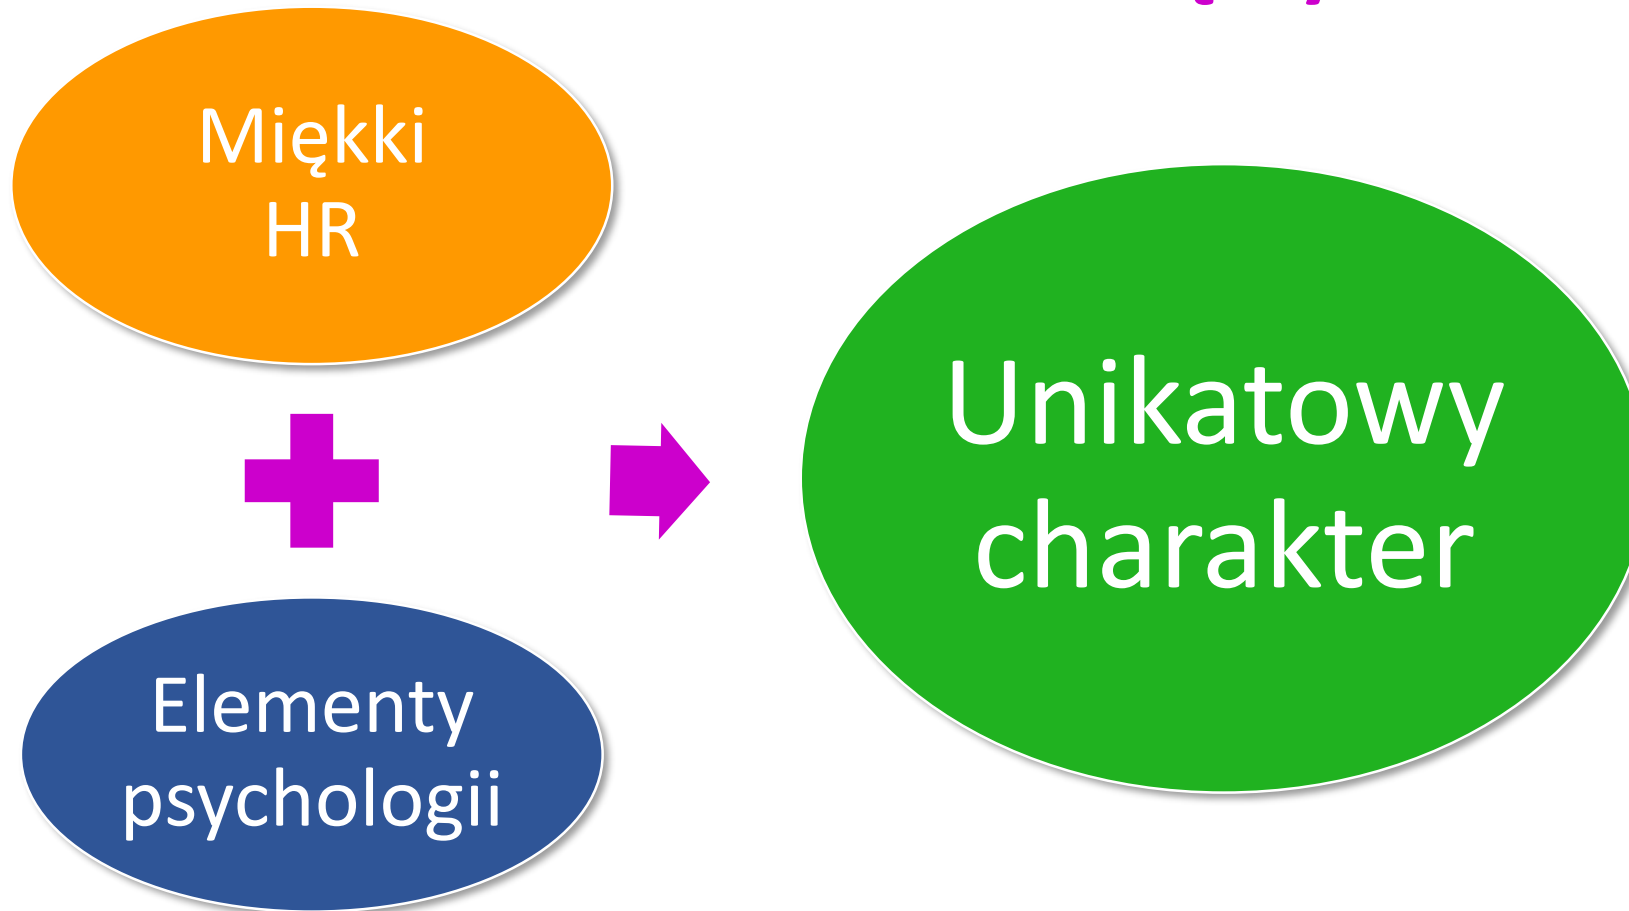 Miękki
HR
Elementy
psychologii
Unikatowy
charakter